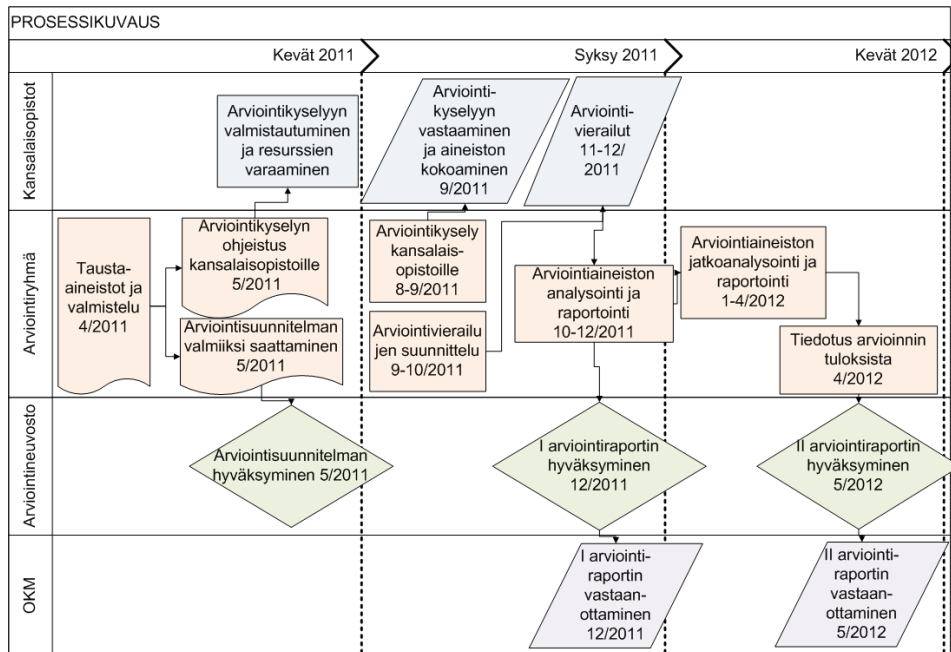 PROSESSIKUVAUS
Kevät 2011
Syksy 2011
Kevät 2012
Kansalaisopistot
Arviointikyselyyn
valmistautuminen
ja resurssien
varaaminen
Arviointi-
kyselyyn
vastaaminen
ja aineiston
kokoaminen
9/2011
Arviointi-
vierailut
11-12/
2011
Arviointiryhmä
Tausta-
aineistot ja
valmistelu
4/2011
Arviointikyselyn
ohjeistus
kansalaisopistoille
5/2011
Arviointisuunnitelman
valmiiksi saattaminen
5/2011
Arviointikysely
kansalais-
opistoille
8-9/2011
Arviointivierailu
jen suunnittelu
9-10/2011
Arviointiaineiston
analysointi ja
raportointi
10-12/2011
Arviointiaineiston
jatkoanalysointi ja
raportointi
1-4/2012
Tiedotus arvioinnin
tuloksista
4/2012
Arviointineuvosto
Arviointisuunnitelman
hyväksyminen 5/2011
I arviointiraportin
hyväksyminen
12/2011
II arviointiraportin
hyväksyminen
5/2012
OKM
I arviointi-
raportin
vastaan-
ottaminen
12/2011
II arviointi-
raportin
vastaan-
ottaminen
5/2012